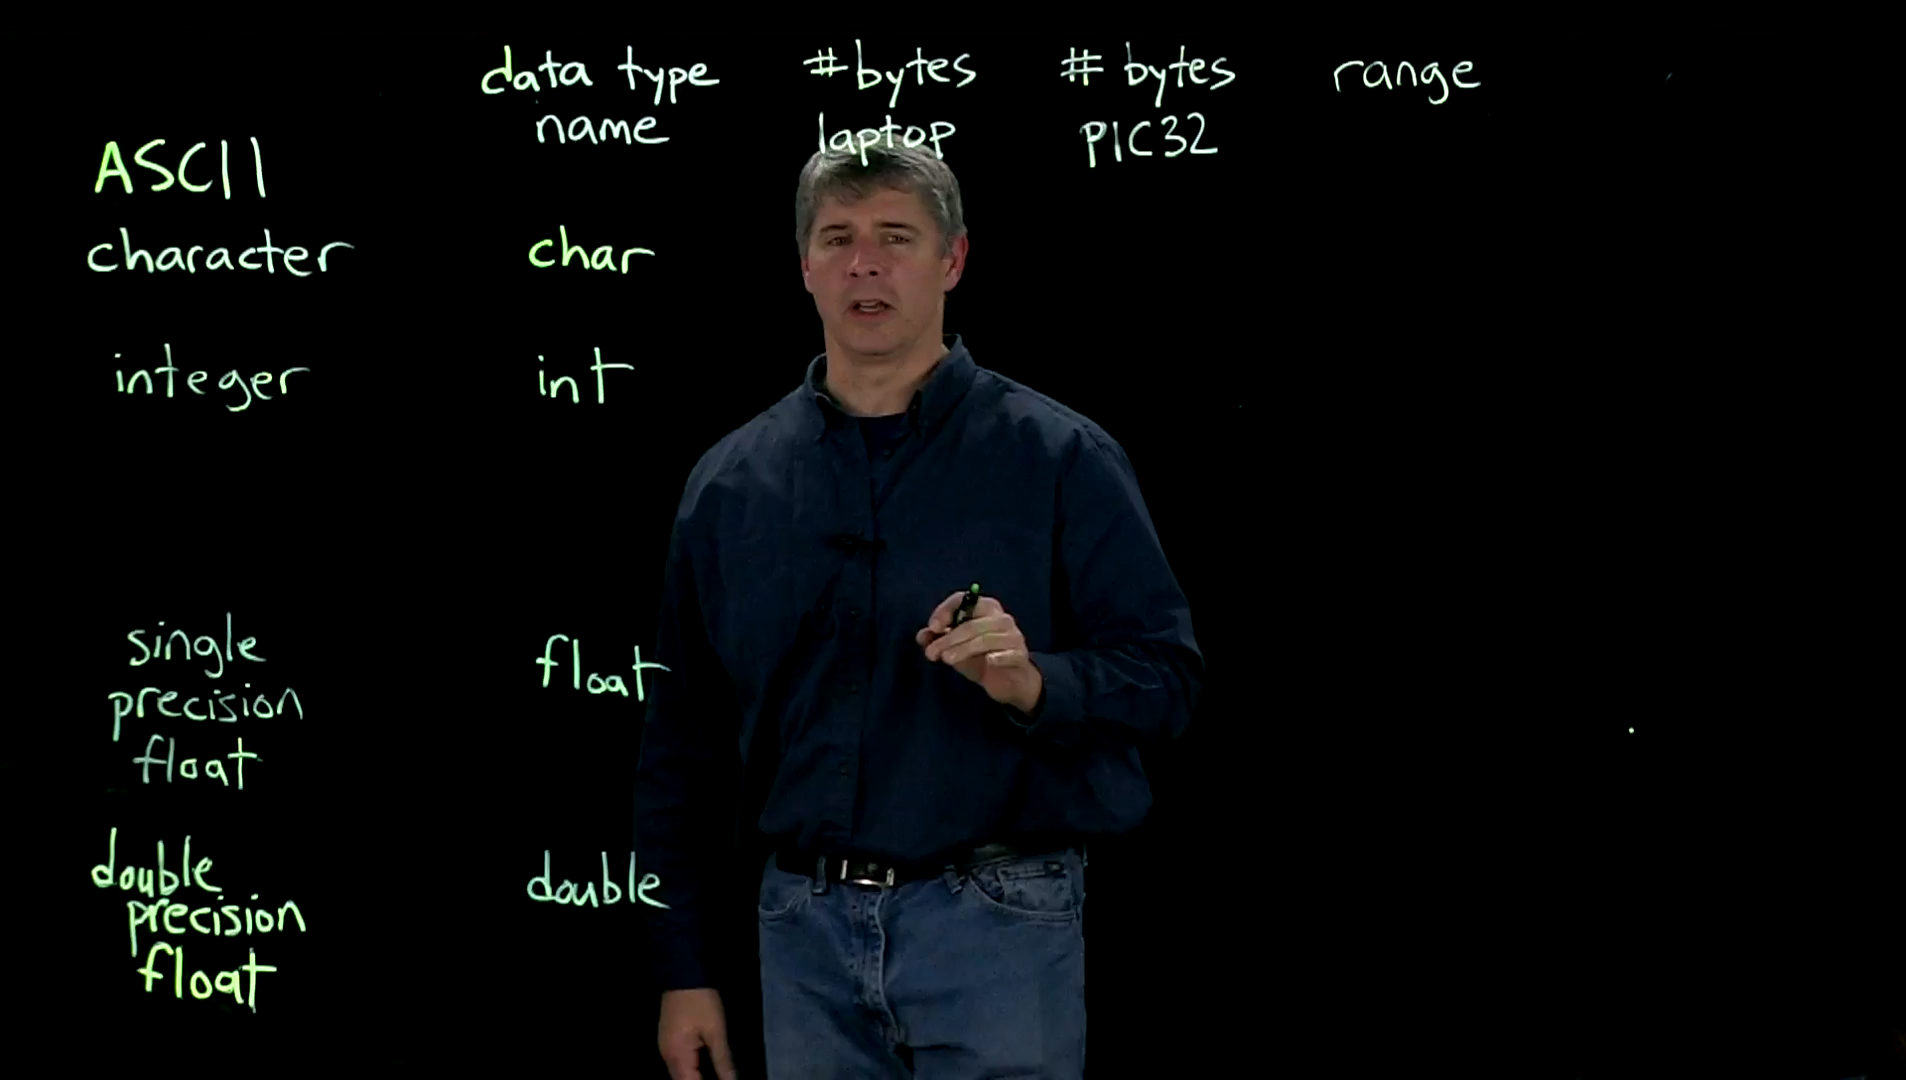 data type #bytes # bytes range
name laptop PIC32
ASCII
character char
integer int
single
precision float
float
double
precision double
float